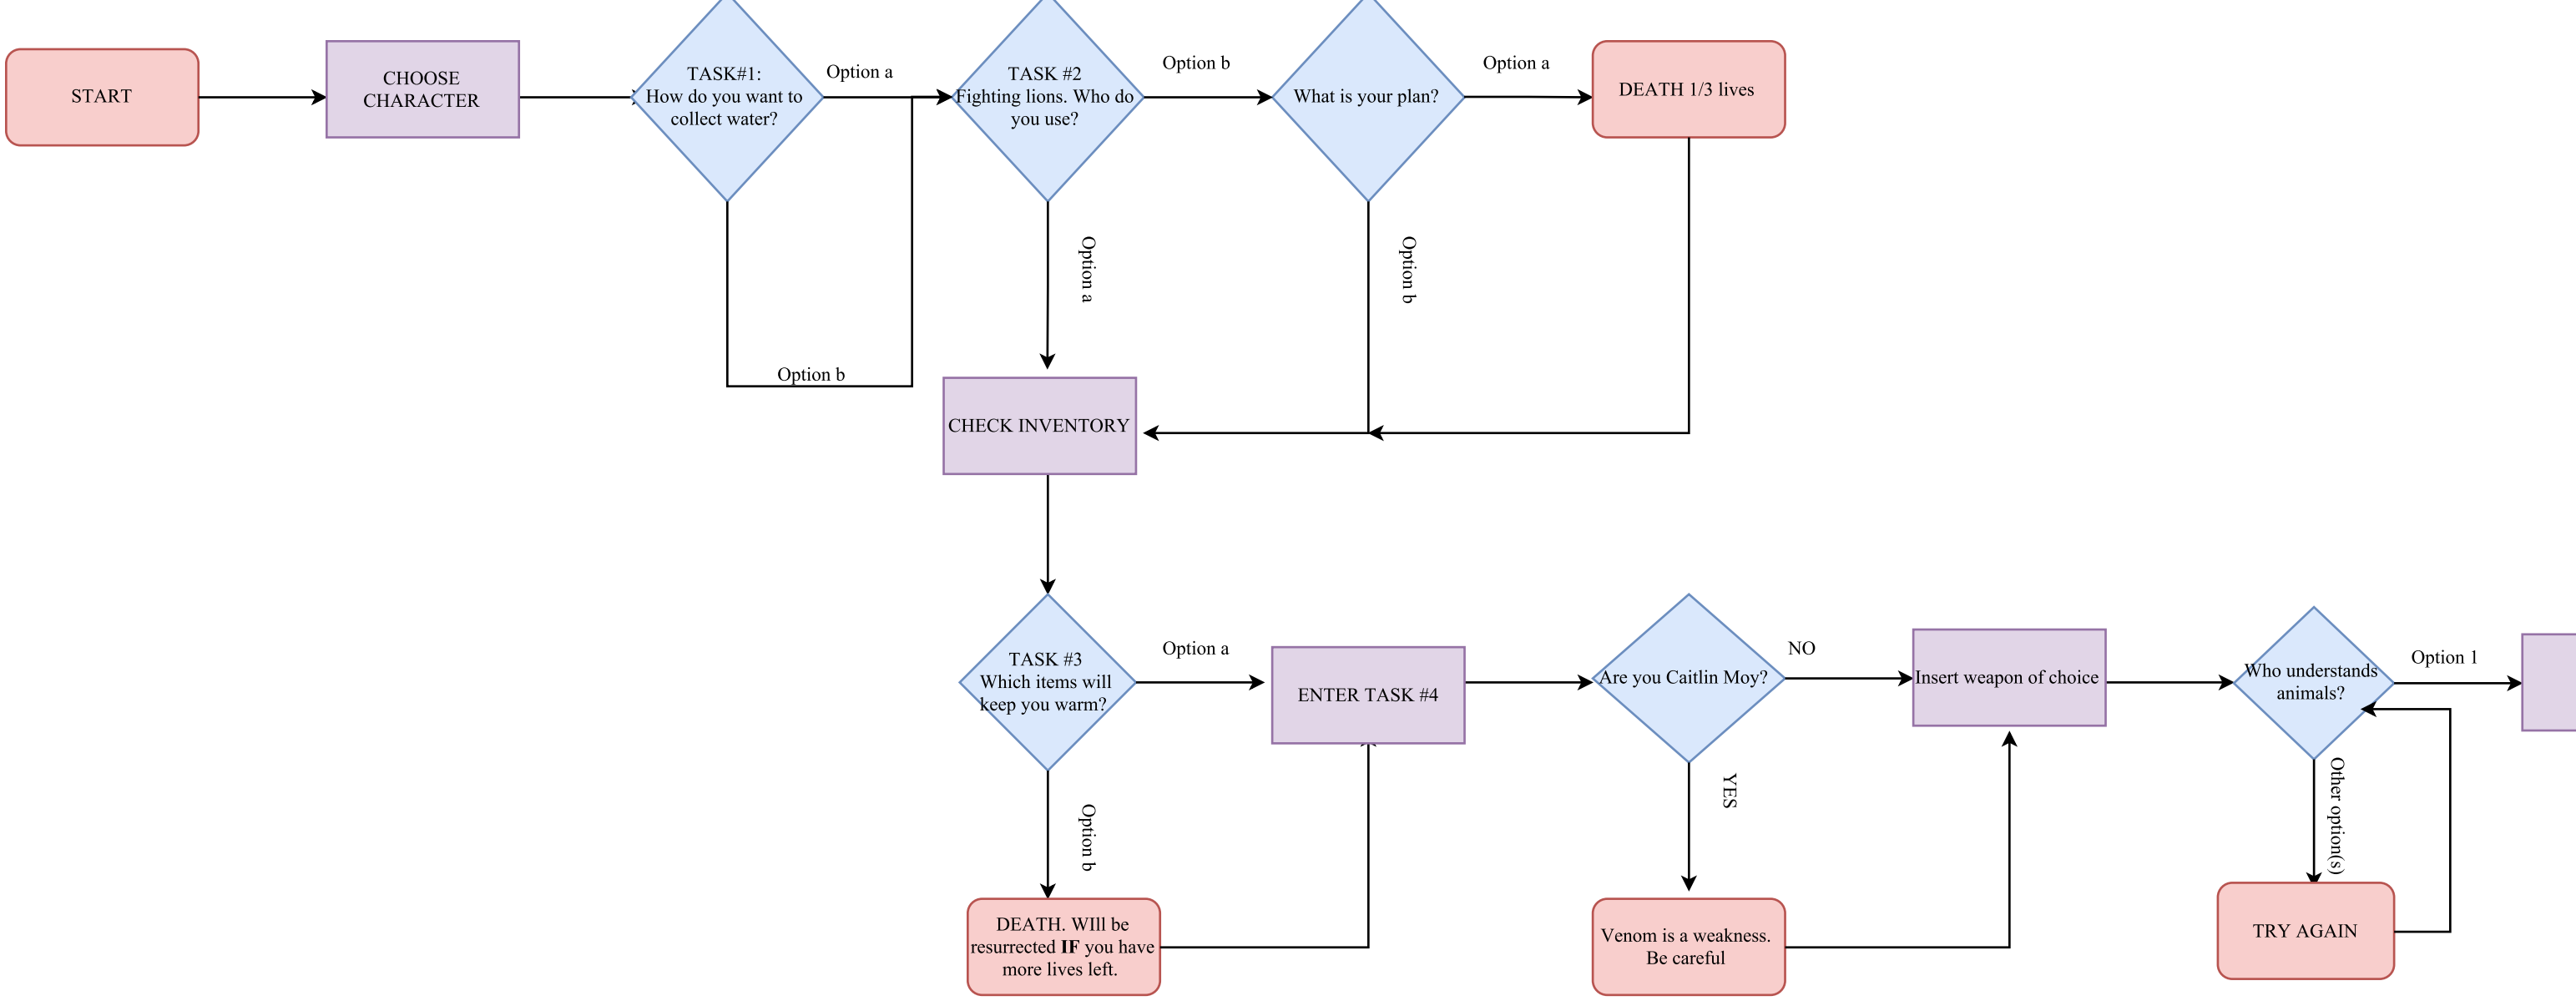 START
CHOOSE
CHARACTER
TASK#1:
How do you want to
collect water?
Option a
Option b
TASK #2
Fighting lions. Who do
you use?
Option b
Option a
What is your plan?
Option a
Option b
DEATH 1/3 lives
CHECK INVENTORY
TASK #3
Which items will
keep you warm?
Option a
Option b
ENTER TASK #4
DEATH. WIll be
resurrected IF you have
more lives left.
Are you Caitlin Moy?
NO
YES
Venom is a weakness.
Be careful
Insert weapon of choice
Who understands
animals?
Option 1
Other option(s)
TRY AGAIN